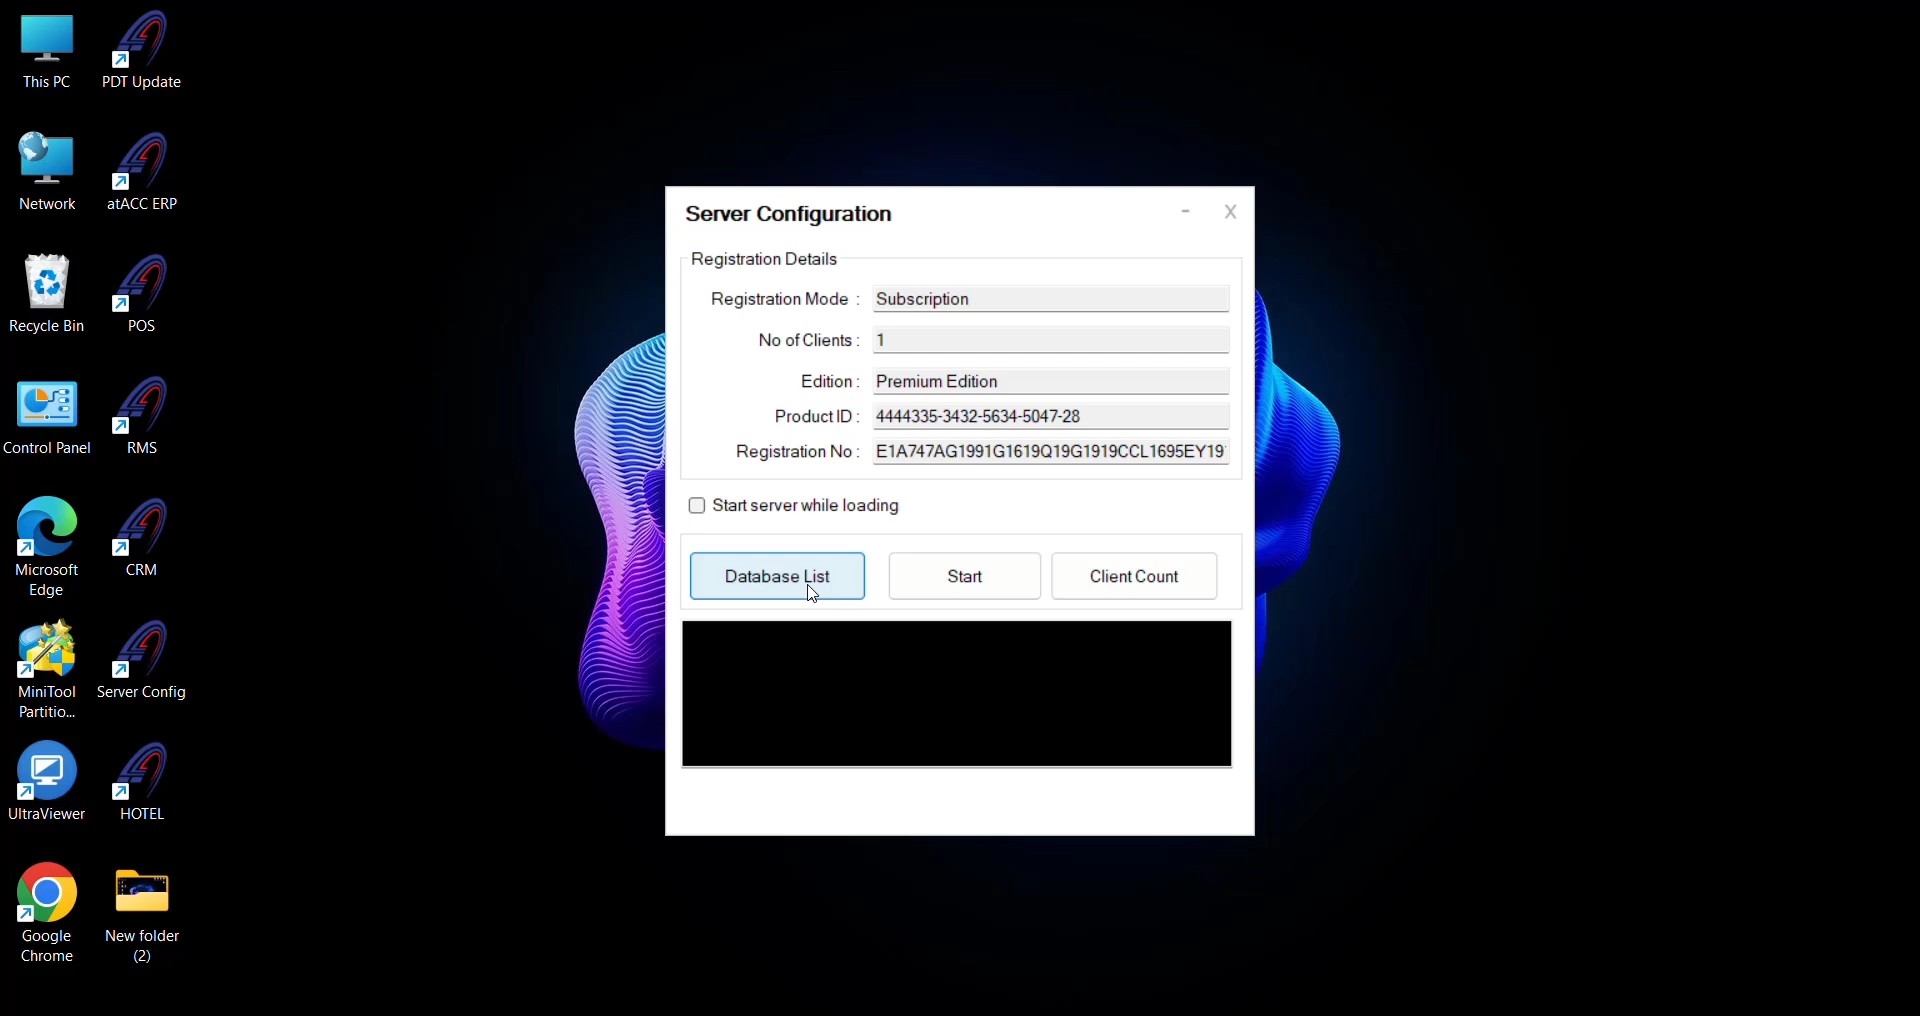 This PC
PDT Update
Network
atACC ERP
Recycle Bin
POS
Control Panel
RMS
Microsoft
Edge
CRM
MiniTool
Partitio...
Server Config
UltraViewer
HOTEL
Google
Chrome
New folder
(2)
Server Configuration
- X
Registration Details
Registration Mode : Subscription
No of Clients : 1
Edition : Premium Edition
Product ID : 4444335-3432-5634-5047-28
Registration No : E1A747AG1991G1619Q19G1919CCL1695EY19
Start server while loading
Database List
Start
Client Count